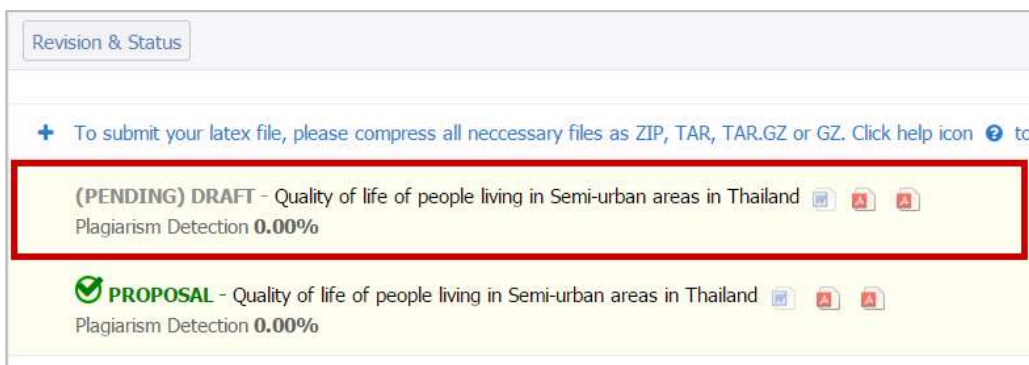 Revision & Status
+ To submit your latex file, please compress all neccessary files as ZIP, TAR, TAR.GZ or GZ. Click help icon ? to
(PENDING) DRAFT - Quality of life of people living in Semi-urban areas in Thailand
Plagiarism Detection 0.00%
PROPOSAL - Quality of life of people living in Semi-urban areas in Thailand
Plagiarism Detection 0.00%